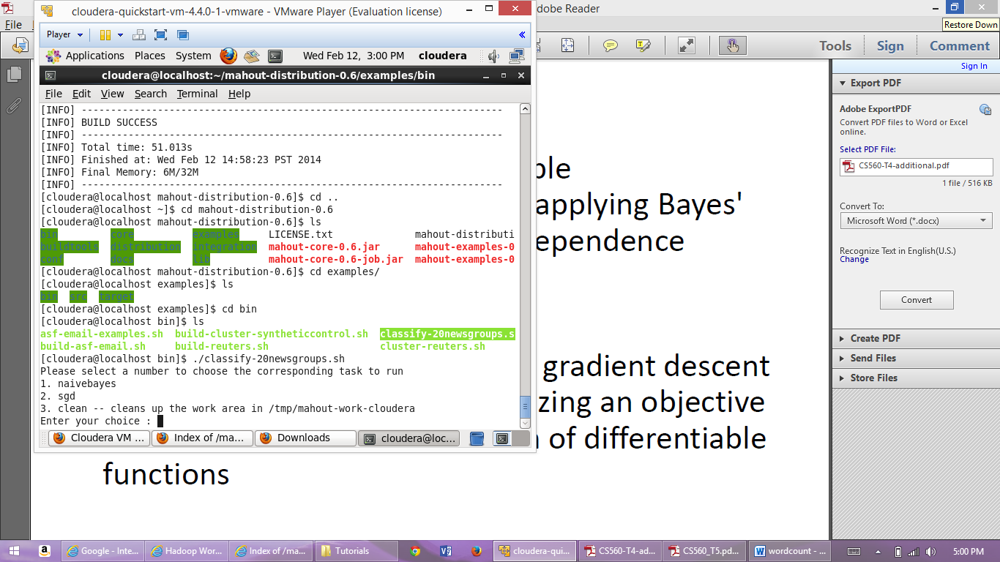 cloudera-quickstart-vm-4.4.0-1-vmware - VMware Player (Evaluation license)
dobe Reader
File
Restore Down
Player
Tools
Sign
Comment
Applications Places System Wed Feb 12, 3:00 PM cloudera
Sign In
cloudera@localhost:~/mahout-distribution-0.6/examples/bin
File Edit View Search Terminal Help
[INFO] ------------------------------------------------------------------------
[INFO] BUILD SUCCESS
[INFO] ------------------------------------------------------------------------
[INFO] Total time: 51.013s
[INFO] Finished at: Wed Feb 12 14:58:23 PST 2014
[INFO] Final Memory: 6M/32M
[INFO] ------------------------------------------------------------------------
[cloudera@localhost mahout-distribution-0.6]$ cd ..
[cloudera@localhost ~]$ cd mahout-distribution-0.6
[cloudera@localhost mahout-distribution-0.6]$ ls
bin core examples LICENSE.txt mahout-distributi
buildtools distribution integration mahout-core-0.6.jar mahout-examples-0
conf docs lib mahout-core-0.6-job.jar mahout-examples-0
[cloudera@localhost mahout-distribution-0.6]$ cd examples/
[cloudera@localhost examples]$ ls
bin src target
[cloudera@localhost examples]$ cd bin
[cloudera@localhost bin]$ ls
asf-email-examples.sh build-cluster-syntheticcontrol.sh classify-20newsgroups.s
build-asf-email.sh build-reuters.sh cluster-reuters.sh
[cloudera@localhost bin]$ ./classify-20newsgroups.sh
Please select a number to choose the corresponding task to run
1. naivebayes
2. sgd
3. clean -- cleans up the work area in /tmp/mahout-work-cloudera
Enter your choice :
Cloudera VM ... Index of /ma... Downloads cloudera@loc...
ble
applying Bayes'
ependence
gradient descent
zing an objective
of differentiable
functions
Export PDF
Adobe ExportPDF
Convert PDF files to Word or Excel
online.
Select PDF File:
CS560-T4-additional.pdf
1 file / 516 KB
Convert To:
Microsoft Word (*.docx)
Recognize Text in English(U.S.)
Change
Convert
Create PDF
Send Files
Store Files
Google - Inte... Hadoop Wor... Index of /ma... Tutorials cloudera-qui... CS560-T4-ad... CS560_T5.pd... wordcount - ... 5:00 PM